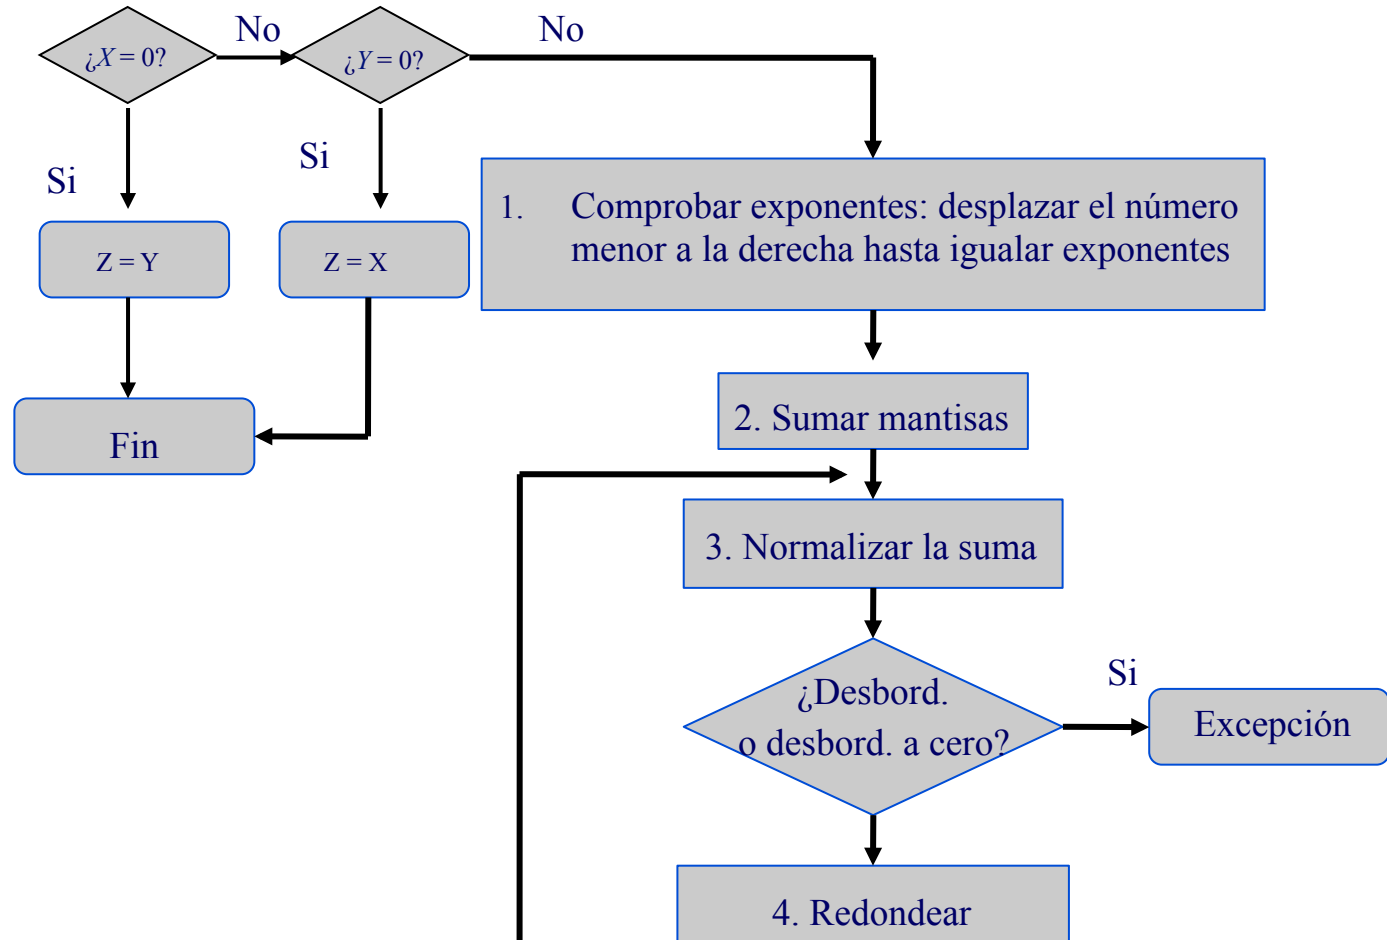 ¿X = 0?
No
¿Y = 0?
No
Si
Si
Z = Y
Z = X
Fin
1. Comprobar exponentes: desplazar el número
menor a la derecha hasta igualar exponentes
2. Sumar mantisas
3. Normalizar la suma
¿Desbord.
o desbord. a cero?
Si
Excepción
4. Redondear